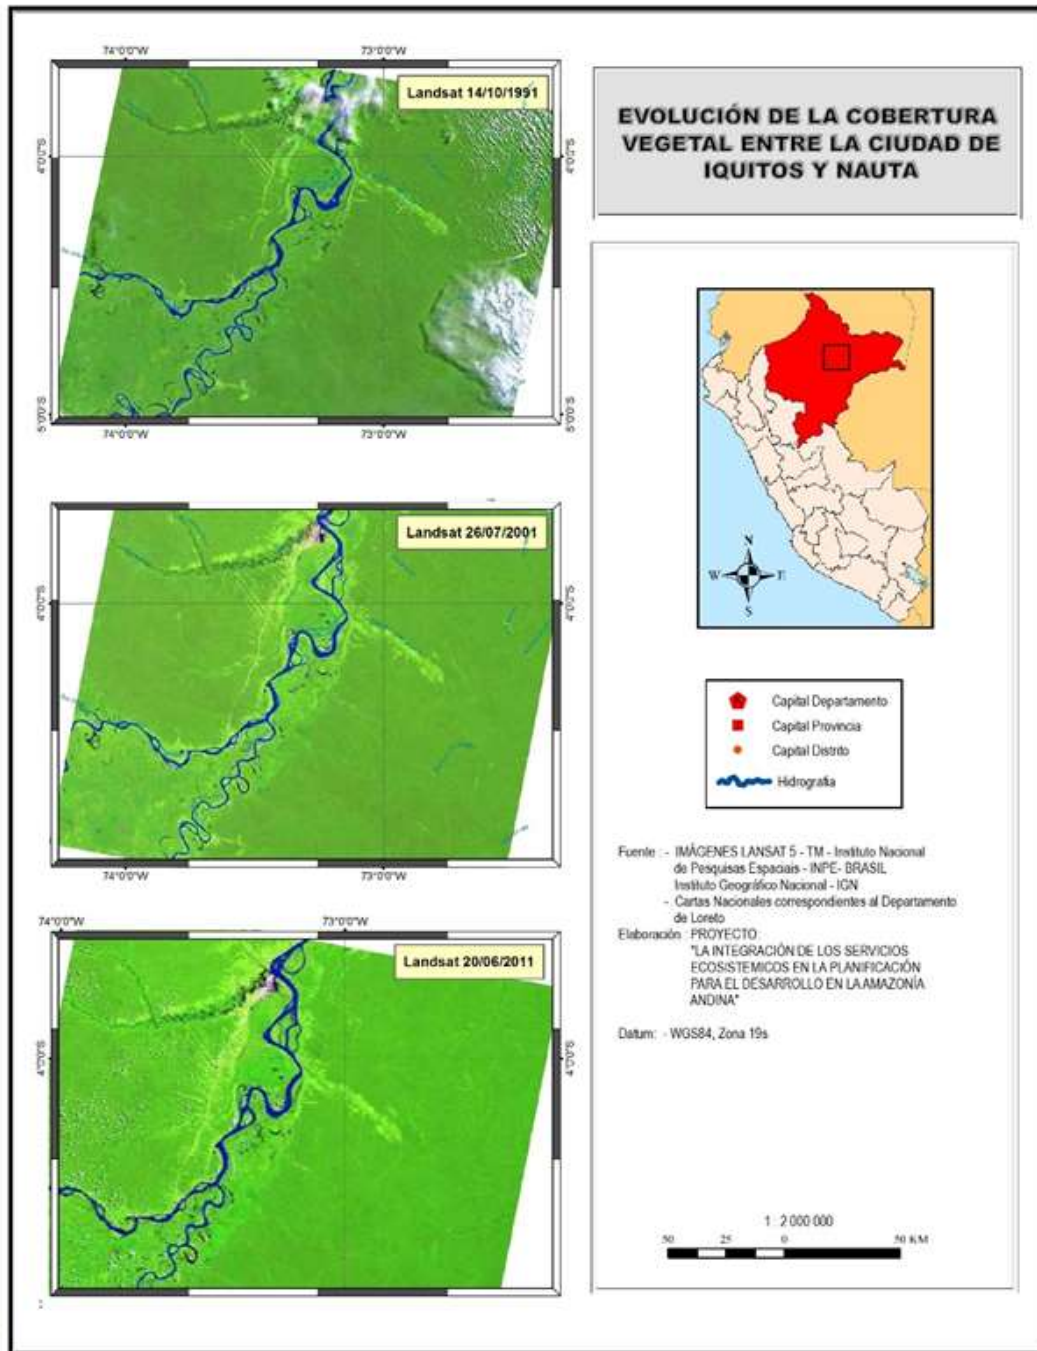 74°0'0"W
73°0'0"W
Landsat 14/10/1991
4°0'0"S
4°0'0"S
5°0'0"S
5°0'0"S
74°0'0"W
73°0'0"W
Landsat 26/07/2001
4°0'0"S
4°0'0"S
74°0'0"W
73°0'0"W
74°0'0"W
73°0'0"W
Landsat 20/06/2011
4°0'0"S
4°0'0"S
EVOLUCIÓN DE LA COBERTURA
VEGETAL ENTRE LA CIUDAD DE
IQUITOS Y NAUTA
N
W
E
S
Capital Departamento
Capital Provincia
Capital Distrito
Hidrografía
Fuente : - IMÁGENES LANSAT 5 - TM - Instituto Nacional
de Pesquisas Espaciais - INPE- BRASIL
Instituto Geográfico Nacional - IGN
- Cartas Nacionales correspondientes al Departamento
de Loreto
Elaboración : PROYECTO:
"LA INTEGRACIÓN DE LOS SERVICIOS
ECOSISTEMICOS EN LA PLANIFICACIÓN
PARA EL DESARROLLO EN LA AMAZONÍA
ANDINA"
Datum: - WGS84, Zona 19s
1: 2 000 000
50 25 0 50 KM